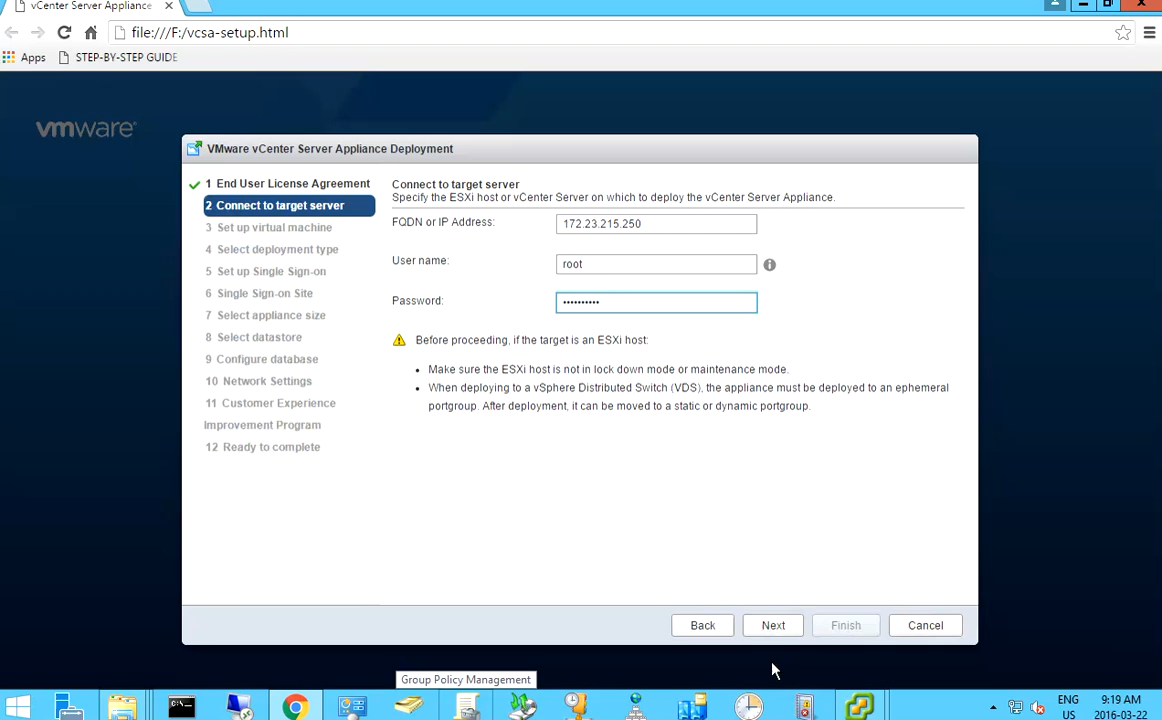 vCenter Server Appliance
file:///F:/vcsa-setup.html
Apps
STEP-BY-STEP GUIDE
vmware
VMware vCenter Server Appliance Deployment
1 End User License Agreement
2 Connect to target server
3 Set up virtual machine
4 Select deployment type
5 Set up Single Sign-on
6 Single Sign-on Site
7 Select appliance size
8 Select datastore
9 Configure database
10 Network Settings
11 Customer Experience
Improvement Program
12 Ready to complete
Connect to target server
Specify the ESXi host or vCenter Server on which to deploy the vCenter Server Appliance.
FQDN or IP Address:
172.23.215.250
User name:
root
Password:
••••••••••
Before proceeding, if the target is an ESXi host:
• Make sure the ESXi host is not in lock down mode or maintenance mode.
• When deploying to a vSphere Distributed Switch (VDS), the appliance must be deployed to an ephemeral
portgroup. After deployment, it can be moved to a static or dynamic portgroup.
Back
Next
Finish
Cancel
Group Policy Management
ENG
US
9:19 AM
2016-03-22